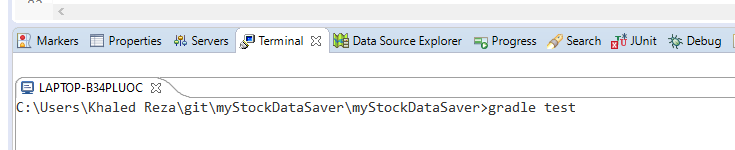 Markers Properties Servers Terminal Data Source Explorer Progress Search JUnit Debug
LAPTOP-B34PLUOC
C:\Users\Khaled Reza\git\myStockDataSaver\myStockDataSaver>gradle test